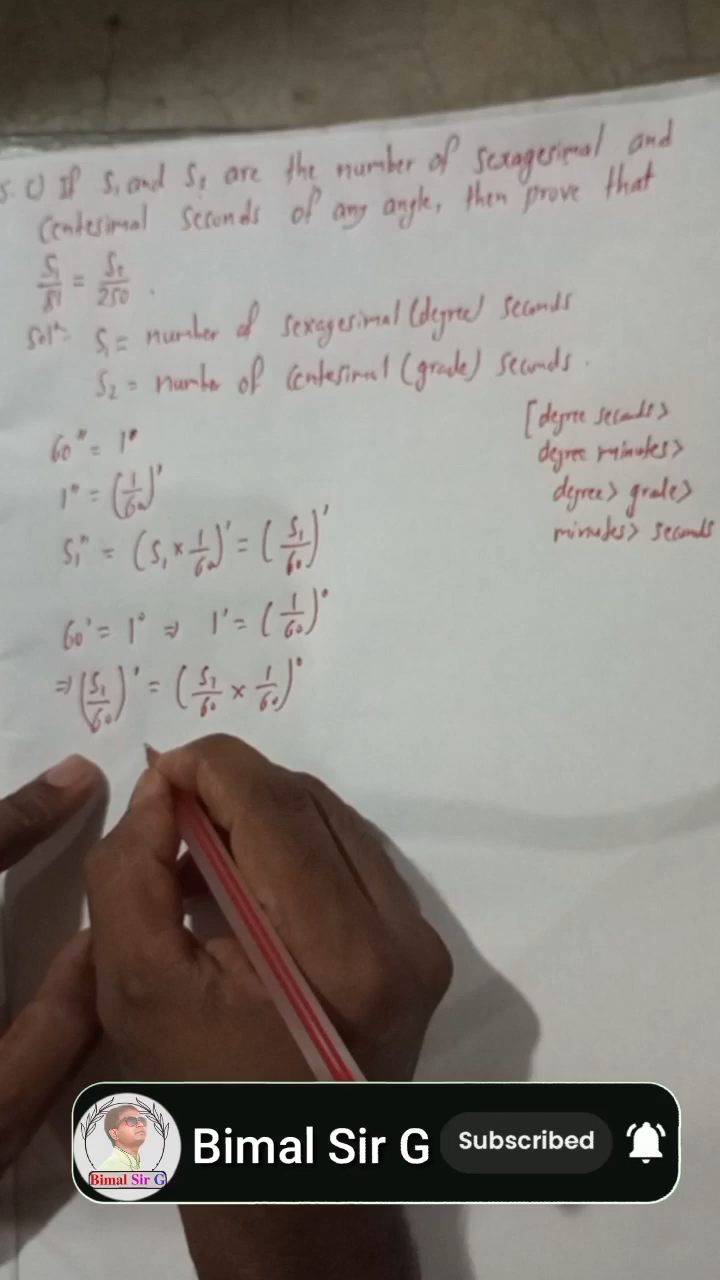 5. c) If S₁ and S₂ are the number of sexagesimal and
centesimal seconds of any angle, then prove that
S₁/81 = S₂/250 .
Solⁿ: S₁ = number of sexagesimal (degree) seconds
S₂ = number of centesimal (grade) seconds.
60" = 1'
1" = (1/60)'
S₁" = (S₁ × 1/60)' = (S₁/60)'
60' = 1° ⇒ 1' = (1/60)°
⇒ (S₁/60)' = (S₁/60 × 1/60)°
[degree seconds>
degree minutes>
degree> grade>
minutes> seconds
Bimal Sir G
Bimal Sir G
Subscribed